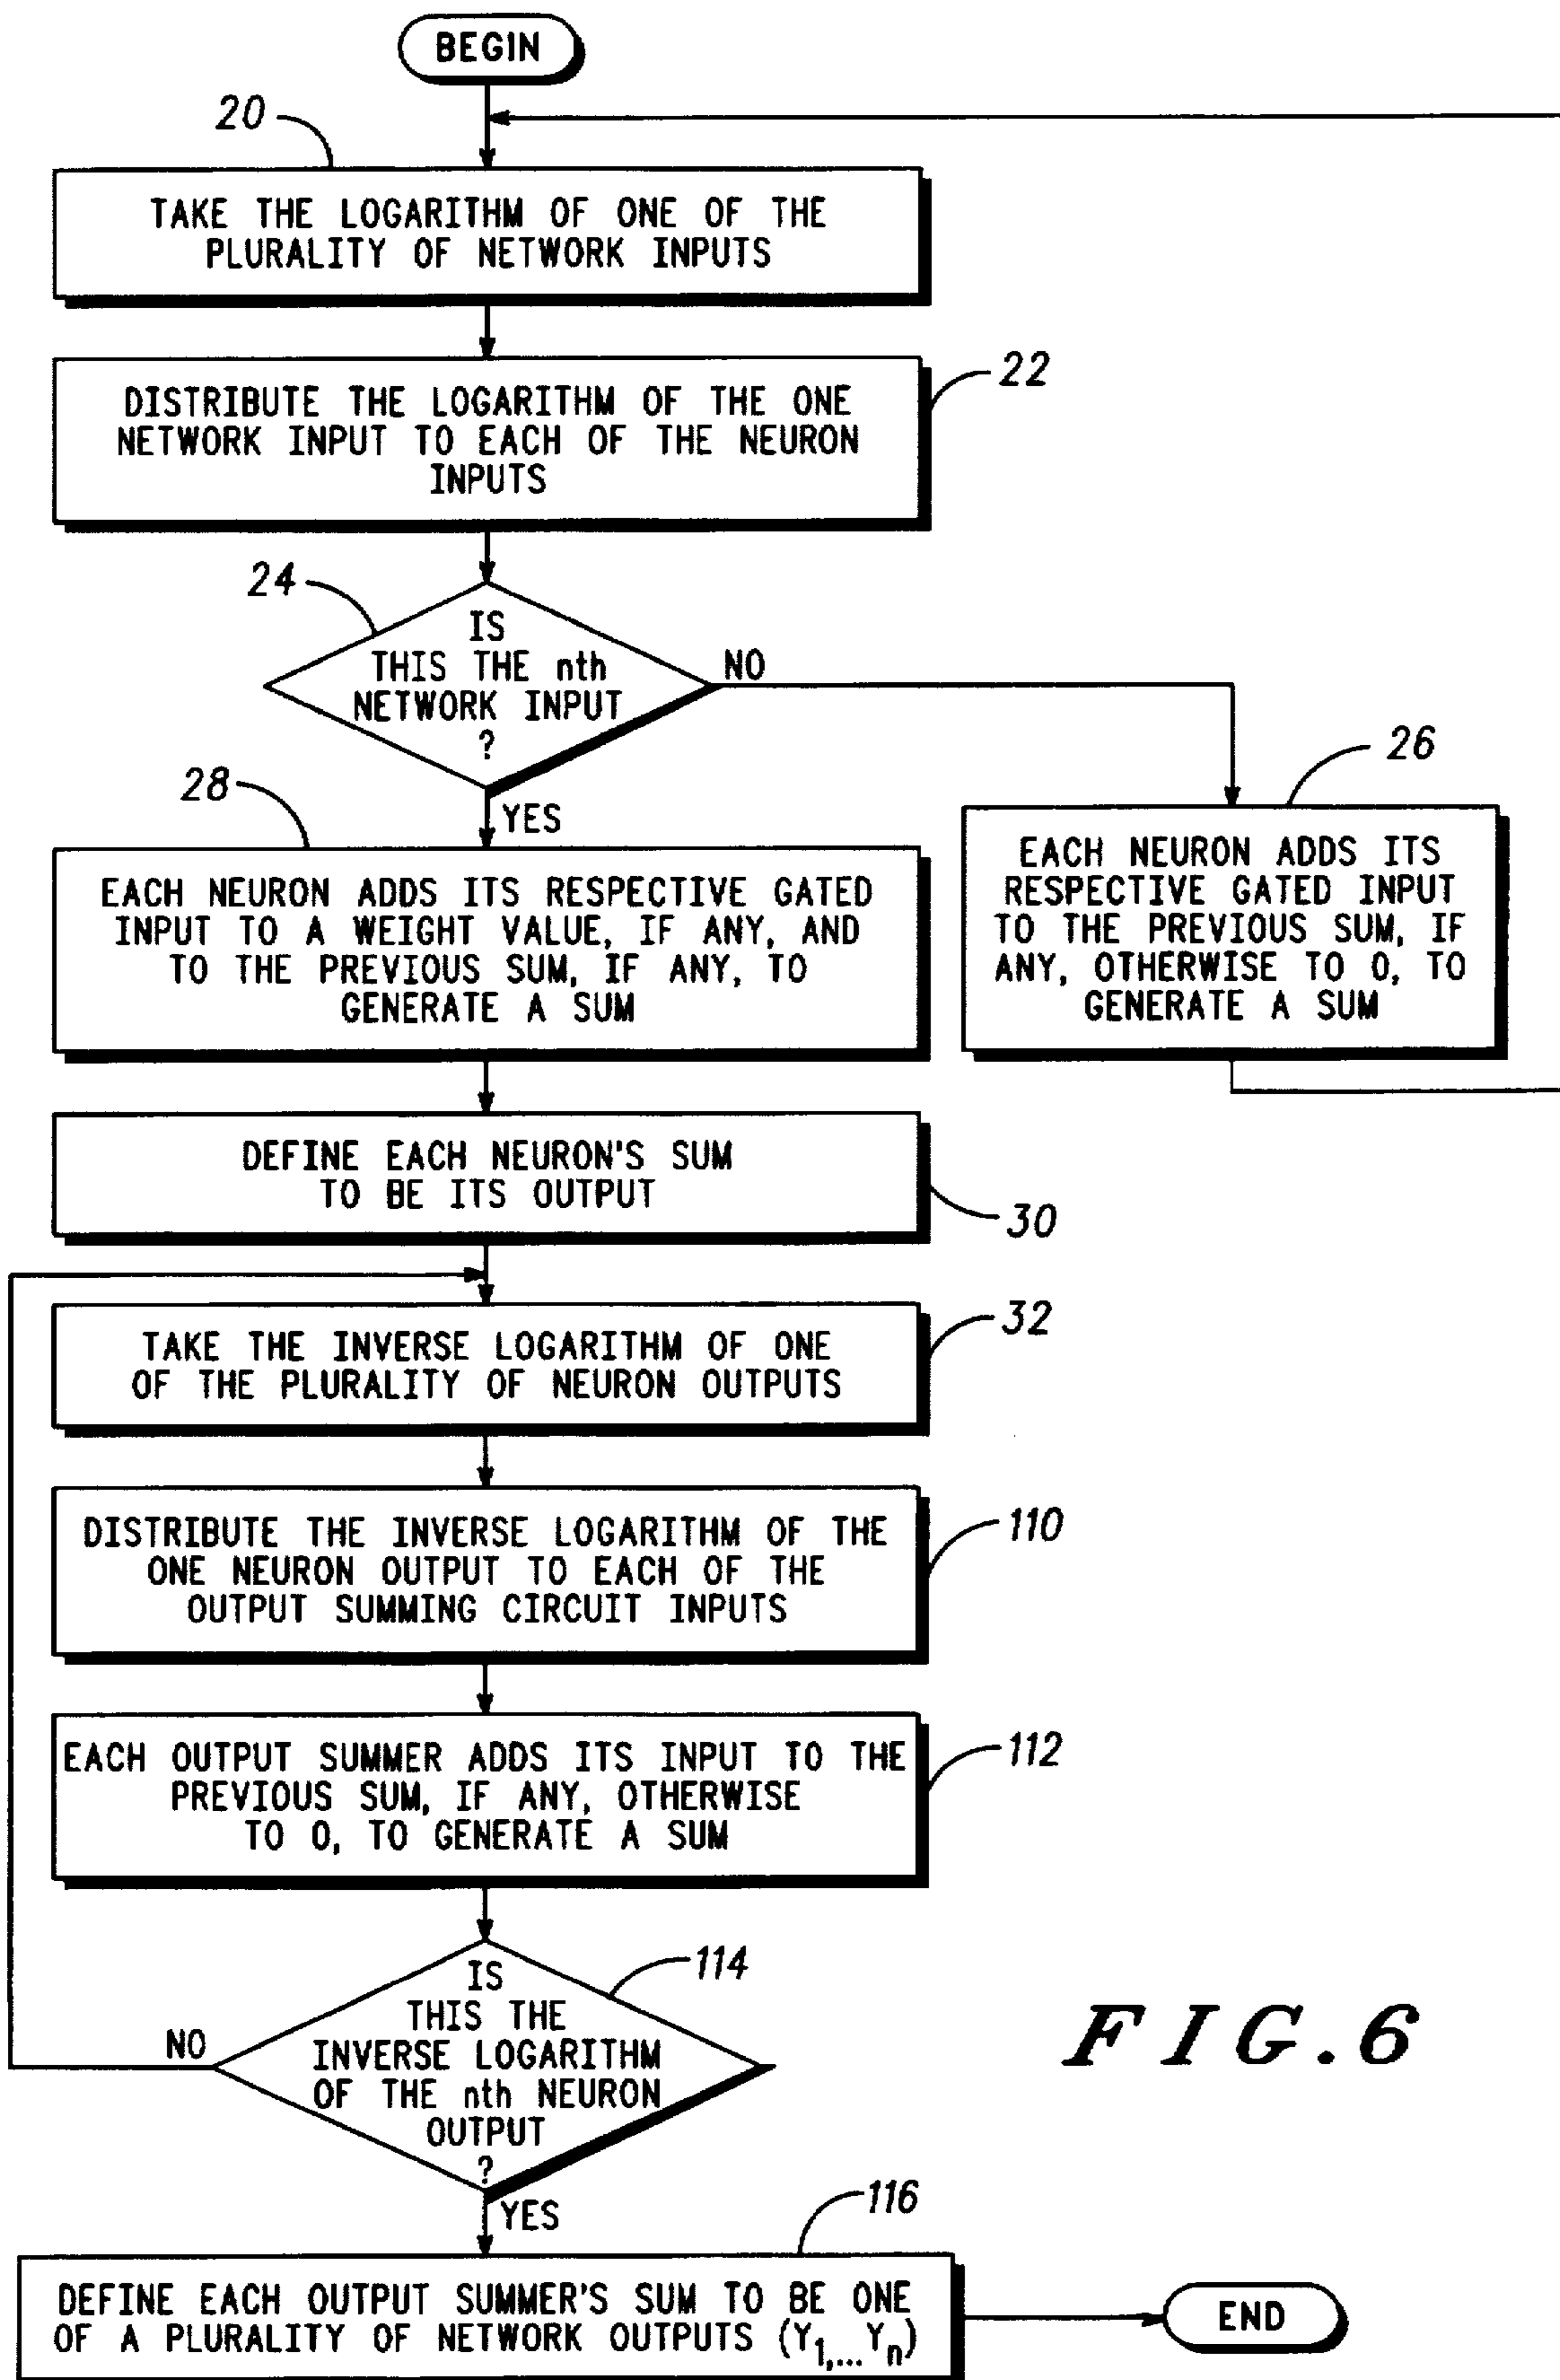 BEGIN
20
TAKE THE LOGARITHM OF ONE OF THE
PLURALITY OF NETWORK INPUTS
22
DISTRIBUTE THE LOGARITHM OF THE ONE
NETWORK INPUT TO EACH OF THE NEURON
INPUTS
24
IS
THIS THE nth
NETWORK INPUT
?
NO
YES
26
EACH NEURON ADDS ITS
RESPECTIVE GATED INPUT
TO THE PREVIOUS SUM, IF
ANY, OTHERWISE TO 0, TO
GENERATE A SUM
28
EACH NEURON ADDS ITS RESPECTIVE GATED
INPUT TO A WEIGHT VALUE, IF ANY, AND
TO THE PREVIOUS SUM, IF ANY, TO
GENERATE A SUM
DEFINE EACH NEURON'S SUM
TO BE ITS OUTPUT
30
32
TAKE THE INVERSE LOGARITHM OF ONE
OF THE PLURALITY OF NEURON OUTPUTS
110
DISTRIBUTE THE INVERSE LOGARITHM OF THE
ONE NEURON OUTPUT TO EACH OF THE
OUTPUT SUMMING CIRCUIT INPUTS
112
EACH OUTPUT SUMMER ADDS ITS INPUT TO THE
PREVIOUS SUM, IF ANY, OTHERWISE
TO 0, TO GENERATE A SUM
114
IS
THIS THE
INVERSE LOGARITHM
OF THE nth NEURON
OUTPUT
?
NO
YES
FIG.6
116
DEFINE EACH OUTPUT SUMMER'S SUM TO BE ONE
OF A PLURALITY OF NETWORK OUTPUTS (Y1,...Yn)
END